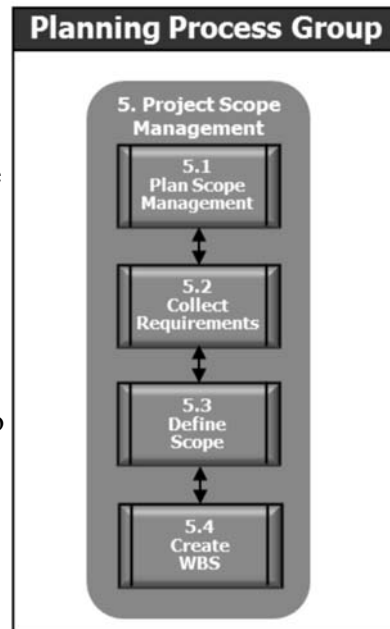 Planning Process Group
5. Project Scope
Management
5.1
Plan Scope
Management
5.2
Collect
Requirements
5.3
Define
Scope
5.4
Create
WBS